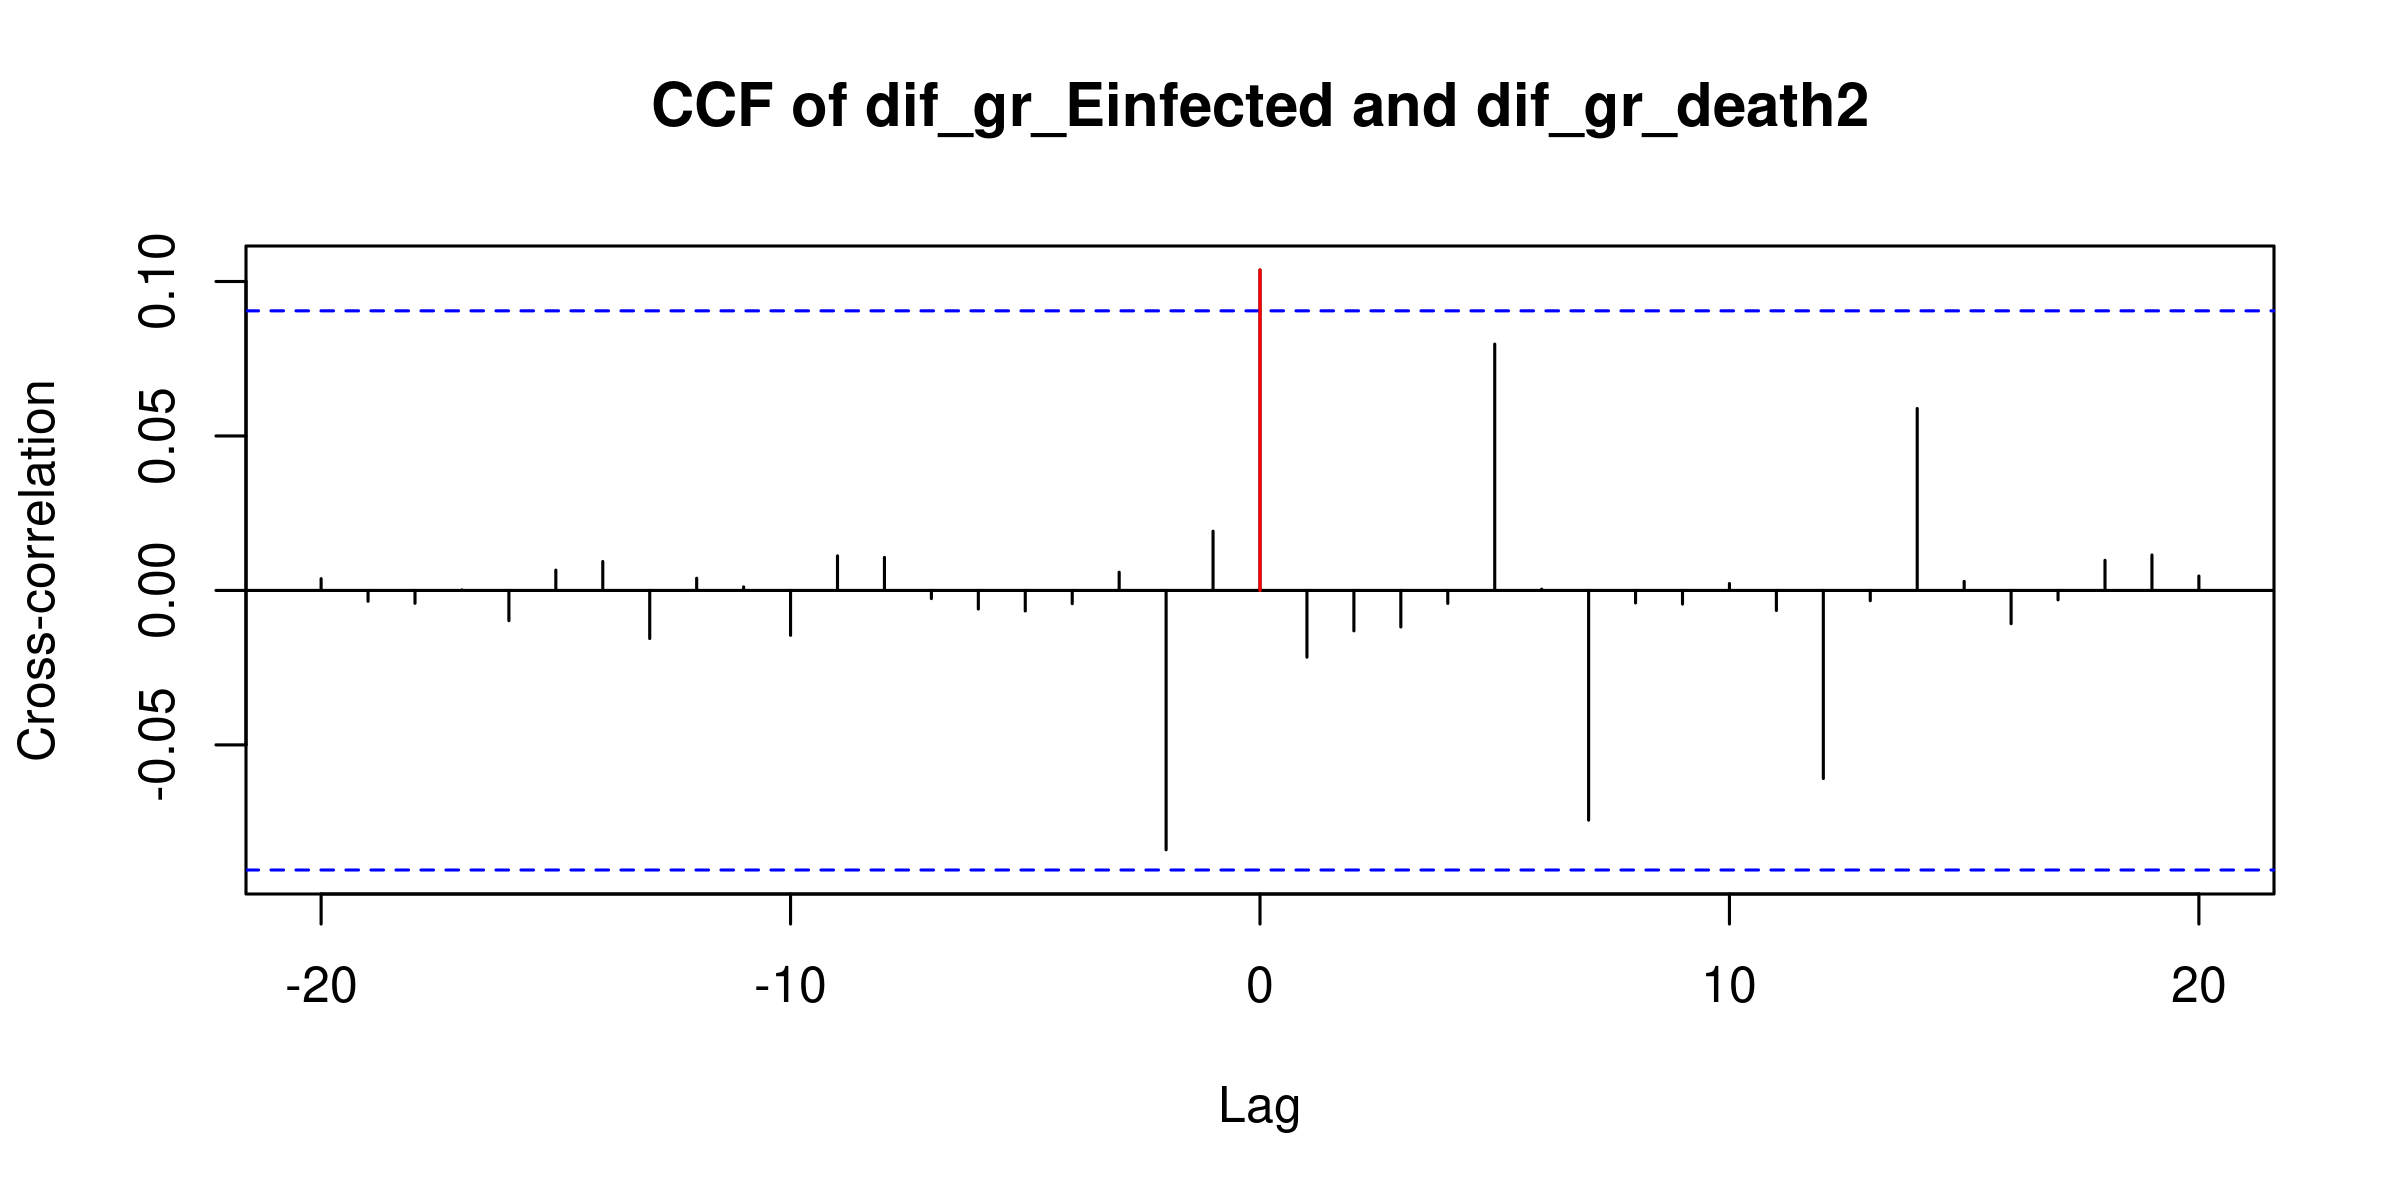 CCF of dif_gr_Einfected and dif_gr_death2
Cross-correlation
0.10
0.05
0.00
-0.05
-20 -10 0 10 20
Lag